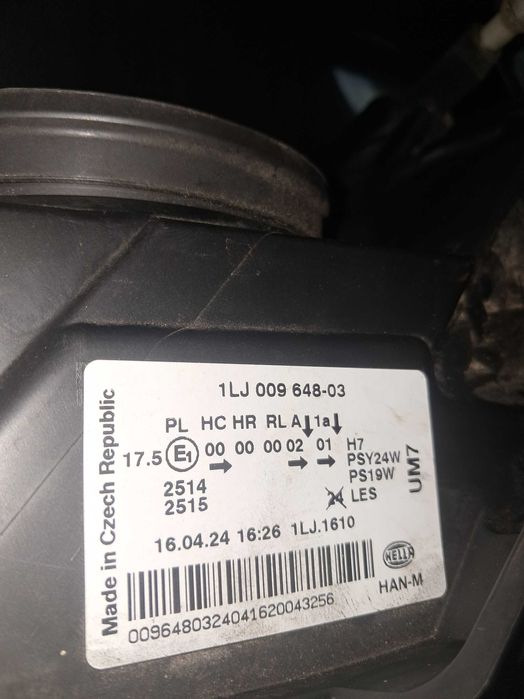 Made in Czech Republic
1LJ 009 648-03
PL HC HR RL A↓ 1a↓
17.5 E1 00 00 00 02 01 H7
→ → → PSY24W
PS19W
2514
2515
24 LES
UM7
16.04.24 16:26 1LJ.1610
HELLA
HAN-M
0096480324041620043256